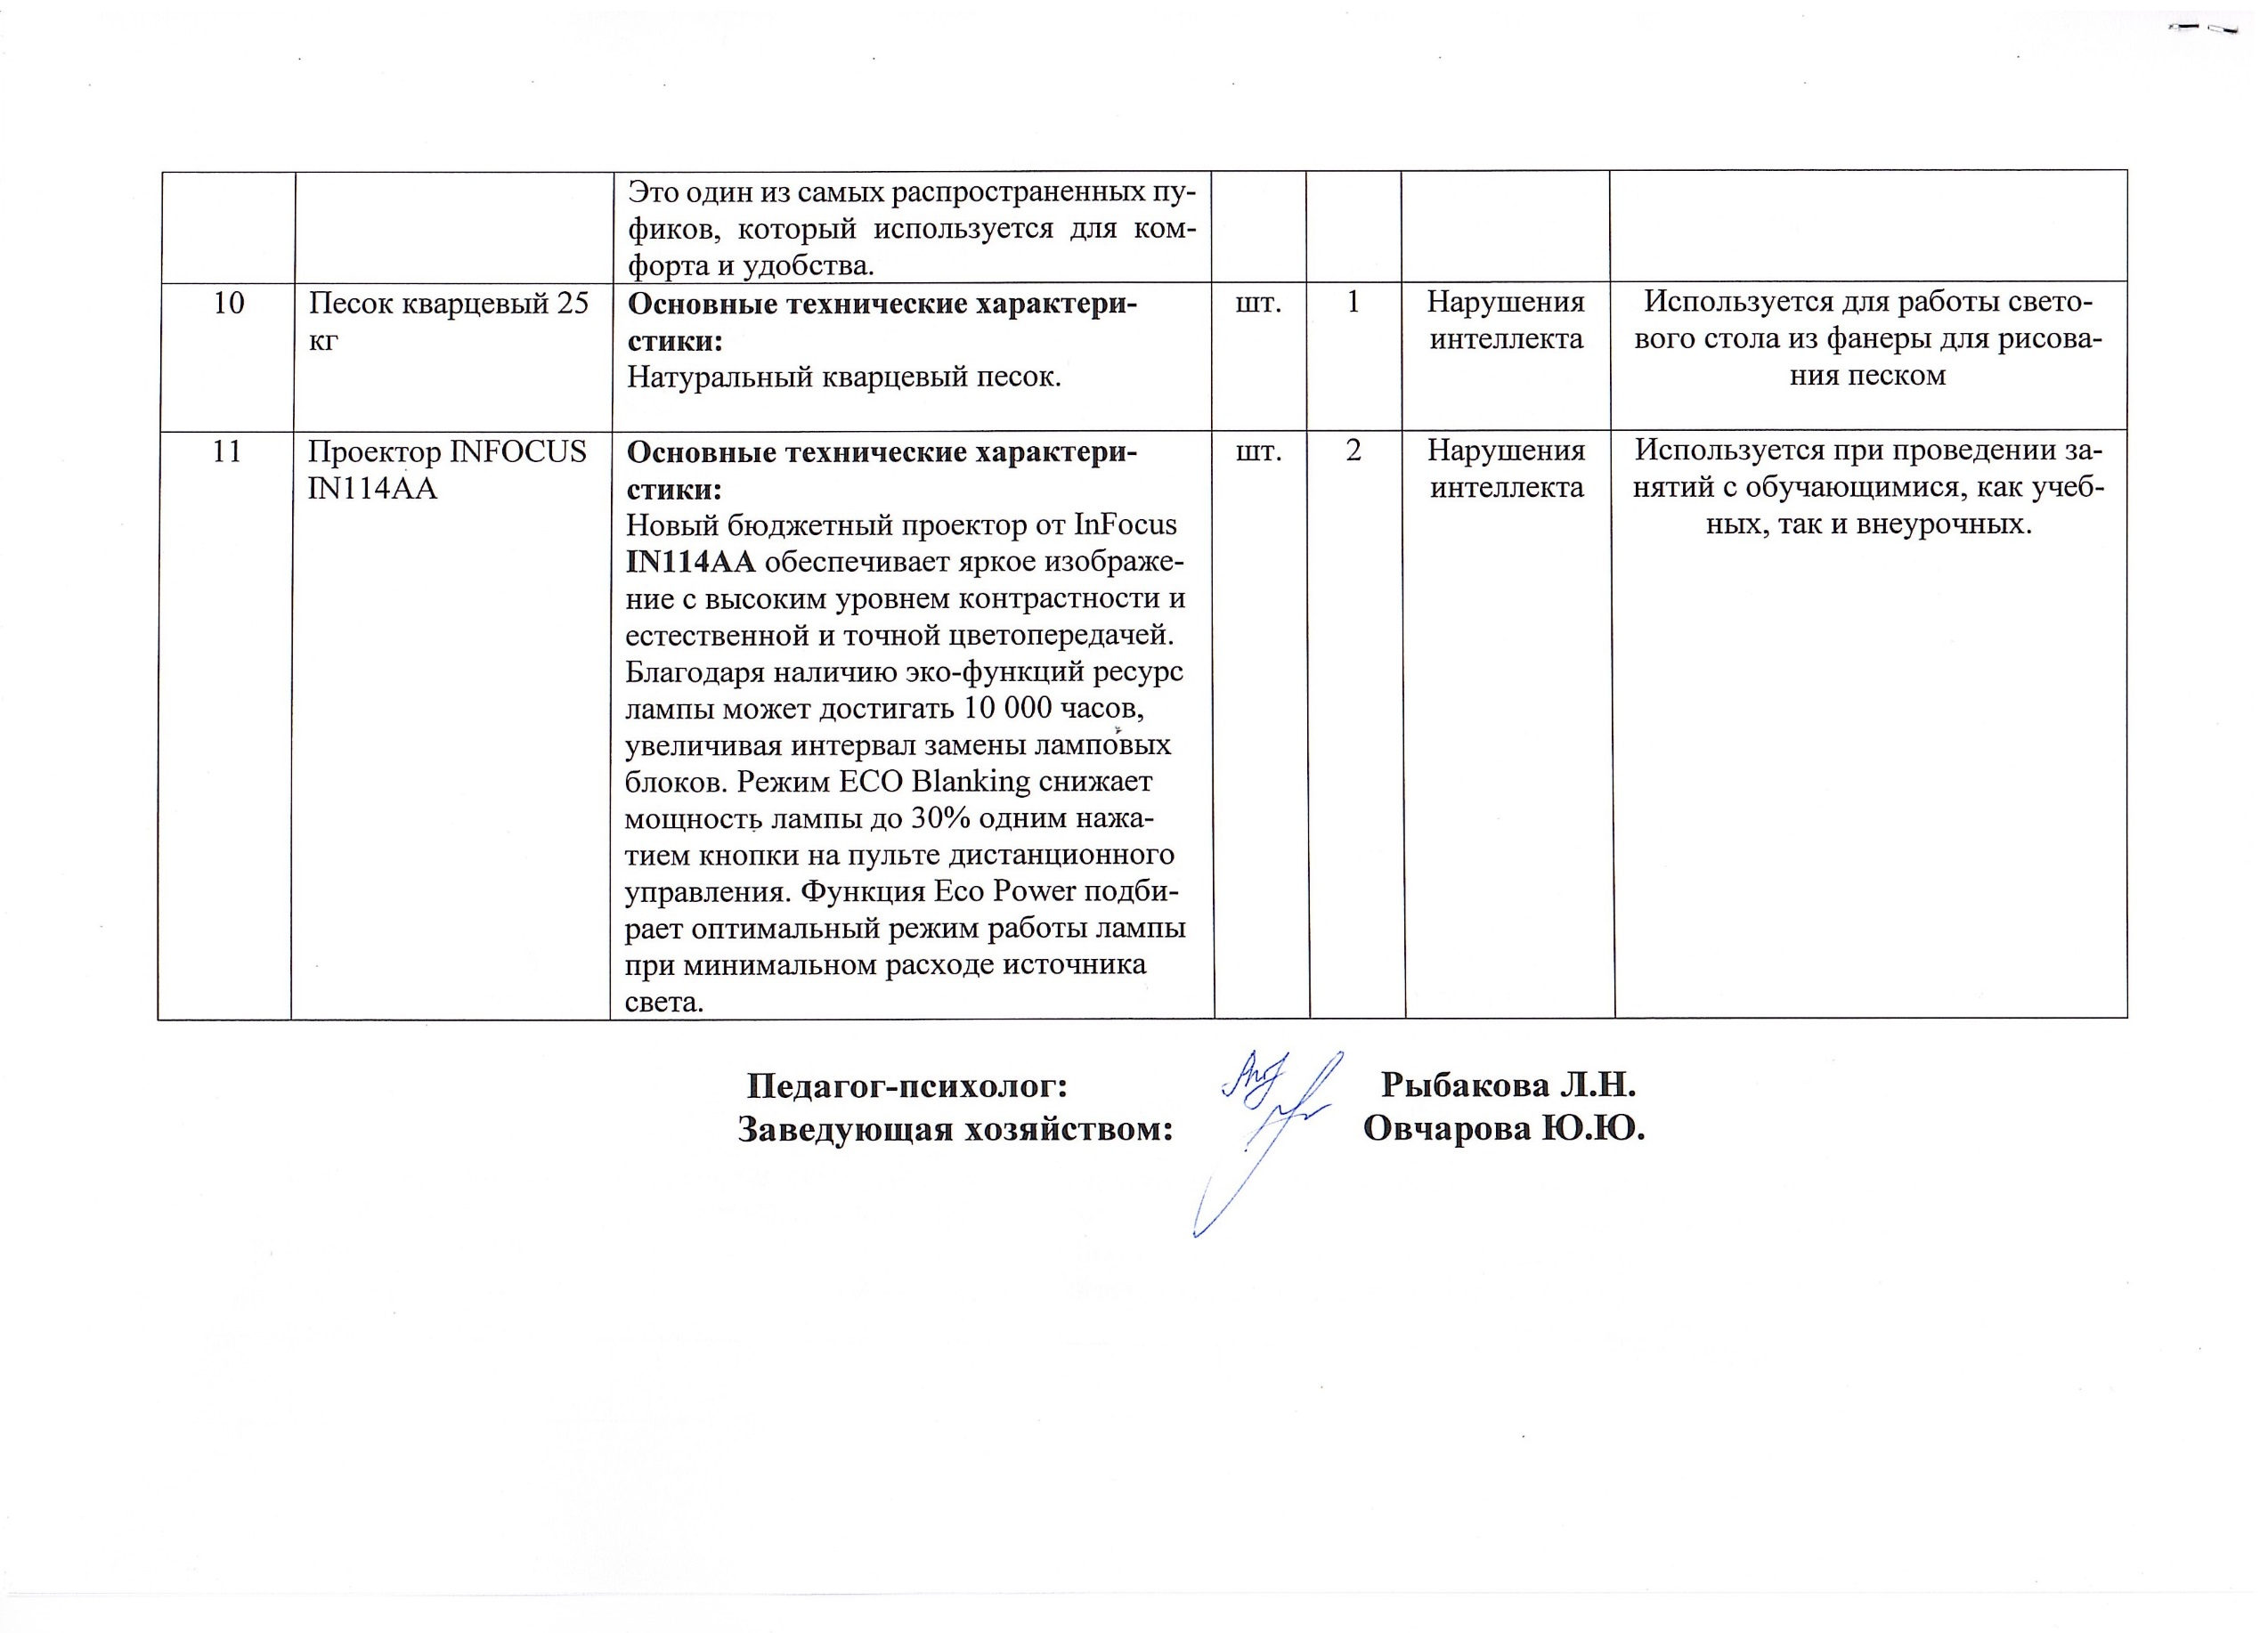 Это один из самых распространенных пу-
фиков, который используется для ком-
форта и удобства.
10
Песок кварцевый 25
кг
Основные технические характери-
стики:
Натуральный кварцевый песок.
шт.
1
Нарушения
интеллекта
Используется для работы свето-
вого стола из фанеры для рисова-
ния песком
11
Проектор INFOCUS
IN114AA
Основные технические характери-
стики:
Новый бюджетный проектор от InFocus
IN114AA обеспечивает яркое изображе-
ние с высоким уровнем контрастности и
естественной и точной цветопередачей.
Благодаря наличию эко-функций ресурс
лампы может достигать 10 000 часов,
увеличивая интервал замены ламповых
блоков. Режим ECO Blanking снижает
мощность лампы до 30% одним нажа-
тием кнопки на пульте дистанционного
управления. Функция Eco Power подби-
рает оптимальный режим работы лампы
при минимальном расходе источника
света.
шт.
2
Нарушения
интеллекта
Используется при проведении за-
нятий с обучающимися, как учеб-
ных, так и внеурочных.
Педагог-психолог: Рыбакова Л.Н.
Заведующая хозяйством: Овчарова Ю.Ю.